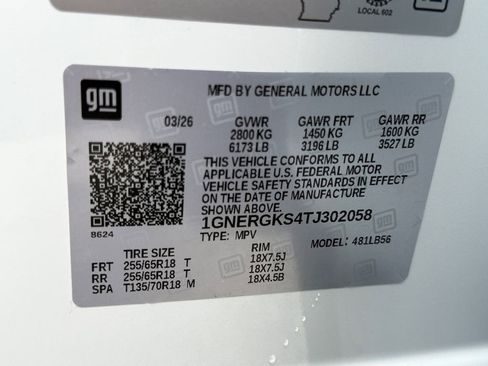 LOCAL 602
gm
gm
MFD BY GENERAL MOTORS LLC
03/26 GVWR GAWR FRT GAWR RR
2800 KG 1450 KG 1600 KG
6173 LB 3196 LB 3527 LB
THIS VEHICLE CONFORMS TO ALL
APPLICABLE U.S. FEDERAL MOTOR
VEHICLE SAFETY STANDARDS IN EFFECT
ON THE DATE OF MANUFACTURE
SHOWN ABOVE.
1GNERGKS4TJ302058
8624
TYPE: MPV MODEL: 481LB56
TIRE SIZE RIM
FRT 255/65R18 T 18X7.5J
RR 255/65R18 T 18X7.5J
SPA T135/70R18 M 18X4.5B